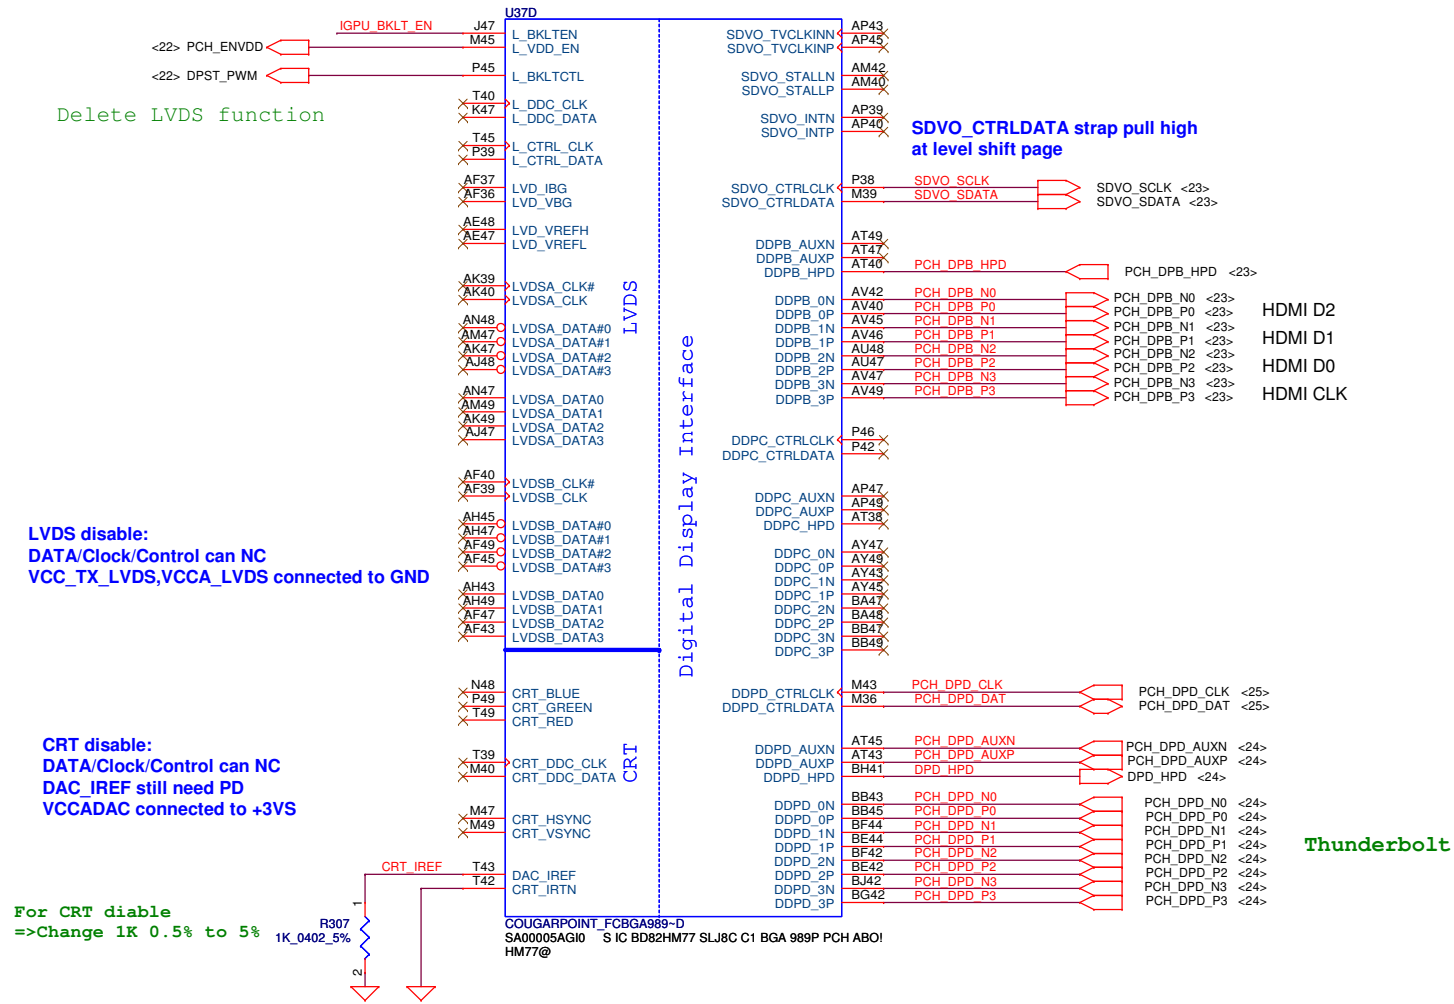 U37D
IGPU_BKLT_EN J47 L_BKLTEN
<22> PCH_ENVDD M45 L_VDD_EN
<22> DPST_PWM P45 L_BKLTCTL
Delete LVDS function
T40 L_DDC_CLK
K47 L_DDC_DATA
T45 L_CTRL_CLK
P39 L_CTRL_DATA
AF37 LVD_IBG
AF36 LVD_VBG
AE48 LVD_VREFH
AE47 LVD_VREFL
AK39 LVDSA_CLK#
AK40 LVDSA_CLK
AN48 LVDSA_DATA#0
AM47 LVDSA_DATA#1
AK47 LVDSA_DATA#2
AJ48 LVDSA_DATA#3
AN47 LVDSA_DATA0
AM49 LVDSA_DATA1
AK49 LVDSA_DATA2
AJ47 LVDSA_DATA3
AF40 LVDSB_CLK#
AF39 LVDSB_CLK
AH45 LVDSB_DATA#0
AH47 LVDSB_DATA#1
AF49 LVDSB_DATA#2
AF45 LVDSB_DATA#3
AH43 LVDSB_DATA0
AH49 LVDSB_DATA1
AF47 LVDSB_DATA2
AF43 LVDSB_DATA3
LVDS
LVDS disable:
DATA/Clock/Control can NC
VCC_TX_LVDS,VCCA_LVDS connected to GND
N48 CRT_BLUE
P49 CRT_GREEN
T49 CRT_RED
T39 CRT_DDC_CLK
M40 CRT_DDC_DATA
M47 CRT_HSYNC
M49 CRT_VSYNC
CRT_IREF T43 DAC_IREF
T42 CRT_IRTN
CRT
CRT disable:
DATA/Clock/Control can NC
DAC_IREF still need PD
VCCADAC connected to +3VS
For CRT diable
=>Change 1K 0.5% to 5%
1
R307
1K_0402_5%
2
Digital Display Interface
SDVO_TVCLKINN AP43
SDVO_TVCLKINP AP45
SDVO_STALLN AM42
SDVO_STALLP AM40
SDVO_INTN AP39
SDVO_INTP AP40
SDVO_CTRLDATA strap pull high
at level shift page
SDVO_CTRLCLK P38 SDVO_SCLK SDVO_SCLK <23>
SDVO_CTRLDATA M39 SDVO_SDATA SDVO_SDATA <23>
DDPB_AUXN AT49
DDPB_AUXP AT47
DDPB_HPD AT40 PCH_DPB_HPD PCH_DPB_HPD <23>
DDPB_0N AV42 PCH_DPB_N0 PCH_DPB_N0 <23>
HDMI D2
DDPB_0P AV40 PCH_DPB_P0 PCH_DPB_P0 <23>
DDPB_1N AV45 PCH_DPB_N1 PCH_DPB_N1 <23>
HDMI D1
DDPB_1P AV46 PCH_DPB_P1 PCH_DPB_P1 <23>
DDPB_2N AU48 PCH_DPB_N2 PCH_DPB_N2 <23>
HDMI D0
DDPB_2P AU47 PCH_DPB_P2 PCH_DPB_P2 <23>
DDPB_3N AV47 PCH_DPB_N3 PCH_DPB_N3 <23>
HDMI CLK
DDPB_3P AV49 PCH_DPB_P3 PCH_DPB_P3 <23>
DDPC_CTRLCLK P46
DDPC_CTRLDATA P42
DDPC_AUXN AP47
DDPC_AUXP AP49
DDPC_HPD AT38
DDPC_0N AY47
DDPC_0P AY49
DDPC_1N AY43
DDPC_1P AY45
DDPC_2N BA47
DDPC_2P BA48
DDPC_3N BB47
DDPC_3P BB49
DDPD_CTRLCLK M43 PCH_DPD_CLK PCH_DPD_CLK <25>
DDPD_CTRLDATA M36 PCH_DPD_DAT PCH_DPD_DAT <25>
DDPD_AUXN AT45 PCH_DPD_AUXN PCH_DPD_AUXN <24>
DDPD_AUXP AT43 PCH_DPD_AUXP PCH_DPD_AUXP <24>
DDPD_HPD BH41 DPD_HPD DPD_HPD <24>
DDPD_0N BB43 PCH_DPD_N0 PCH_DPD_N0 <24>
DDPD_0P BB45 PCH_DPD_P0 PCH_DPD_P0 <24>
DDPD_1N BF44 PCH_DPD_N1 PCH_DPD_N1 <24>
DDPD_1P BE44 PCH_DPD_P1 PCH_DPD_P1 <24>
Thunderbolt
DDPD_2N BF42 PCH_DPD_N2 PCH_DPD_N2 <24>
DDPD_2P BE42 PCH_DPD_P2 PCH_DPD_P2 <24>
DDPD_3N BJ42 PCH_DPD_N3 PCH_DPD_N3 <24>
DDPD_3P BG42 PCH_DPD_P3 PCH_DPD_P3 <24>
COUGARPOINT_FCBGA989~D
SA00005AGI0 S IC BD82HM77 SLJ8C C1 BGA 989P PCH ABO!
HM77@